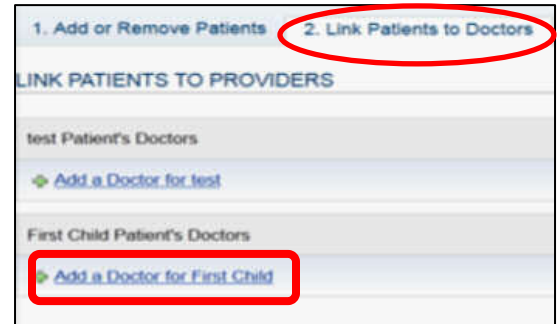 1. Add or Remove Patients 2. Link Patients to Doctors
LINK PATIENTS TO PROVIDERS
test Patient's Doctors
Add a Doctor for test
First Child Patient's Doctors
Add a Doctor for First Child